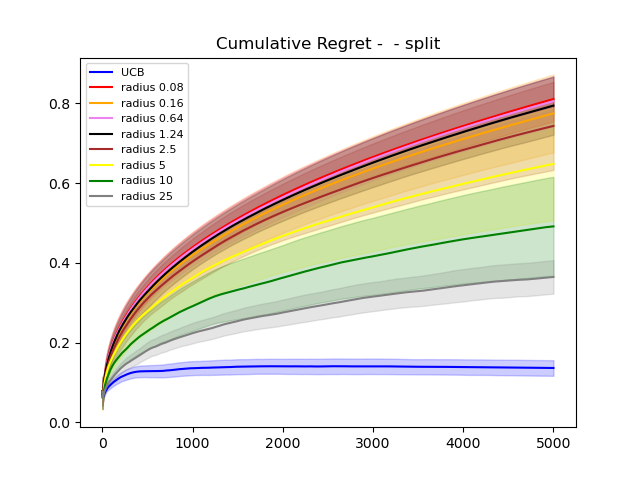 Cumulative Regret -  - split
UCB
radius 0.08
radius 0.16
radius 0.64
radius 1.24
radius 2.5
radius 5
radius 10
radius 25
0.8
0.6
0.4
0.2
0.0
0 1000 2000 3000 4000 5000